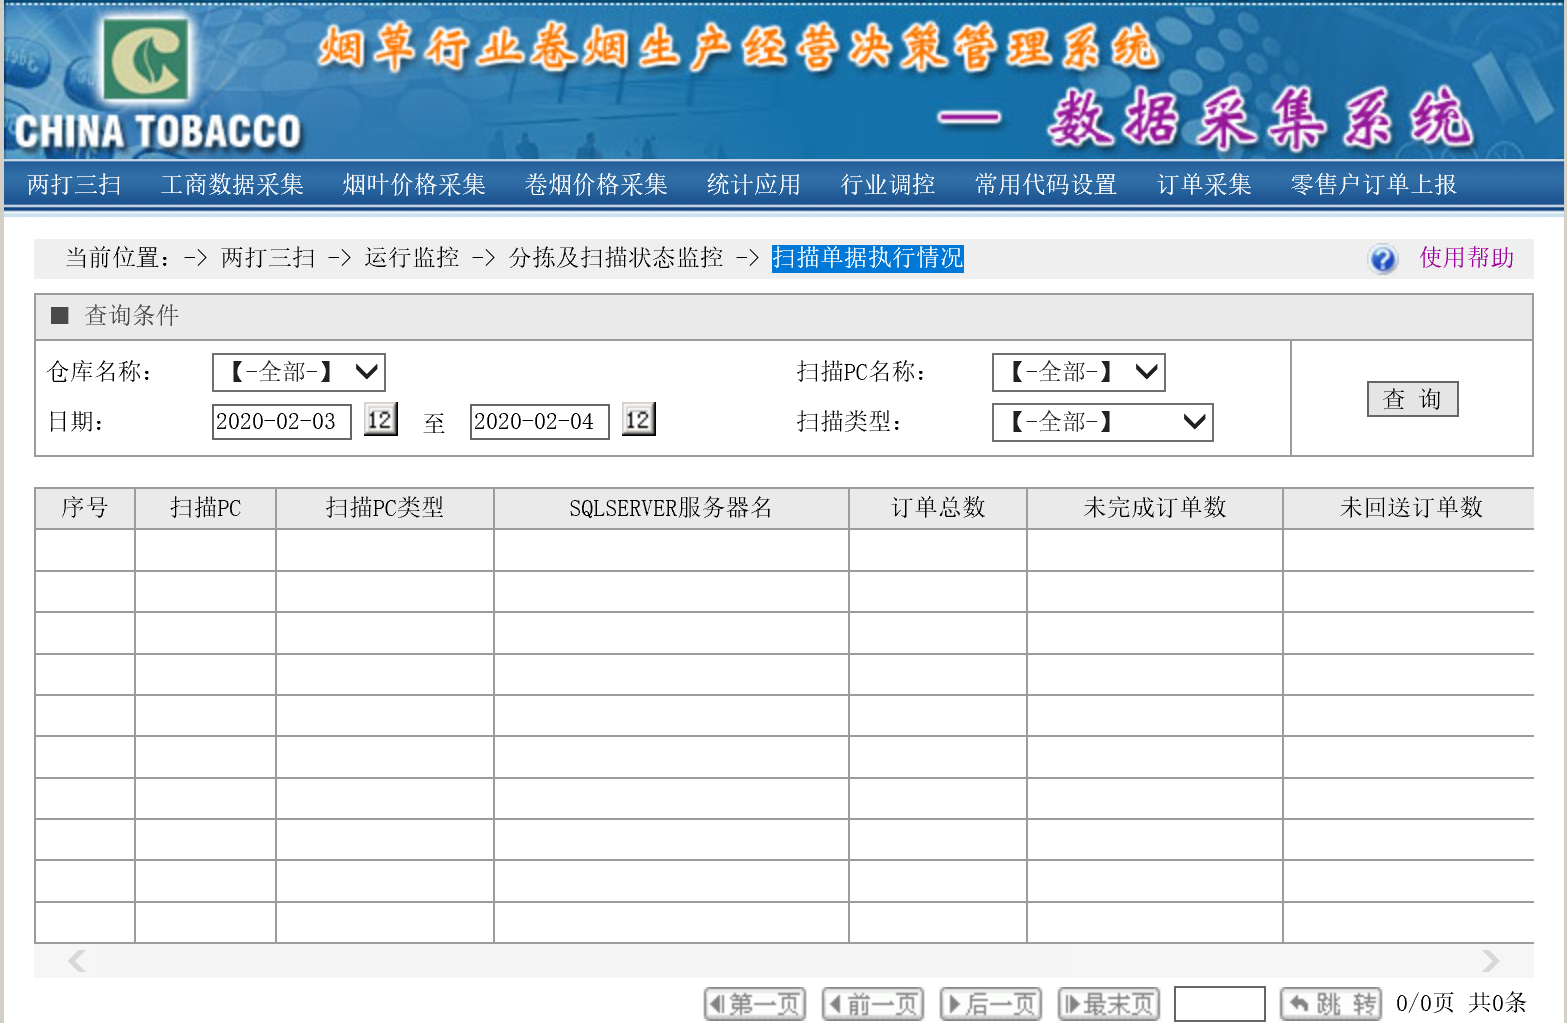 烟草行业卷烟生产经营决策管理系统
CHINA TOBACCO
— 数据采集系统
两打三扫 工商数据采集 烟叶价格采集 卷烟价格采集 统计应用 行业调控 常用代码设置 订单采集 零售户订单上报
当前位置：-> 两打三扫 -> 运行监控 -> 分拣及扫描状态监控 -> 扫描单据执行情况 ? 使用帮助
■ 查询条件
仓库名称： 【-全部-】 扫描PC名称： 【-全部-】
查 询
日期： 2020-02-03 12 至 2020-02-04 12 扫描类型： 【-全部-】
序号 扫描PC 扫描PC类型 SQLSERVER服务器名 订单总数 未完成订单数 未回送订单数
第一页 前一页 后一页 最末页 跳 转 0/0页 共0条